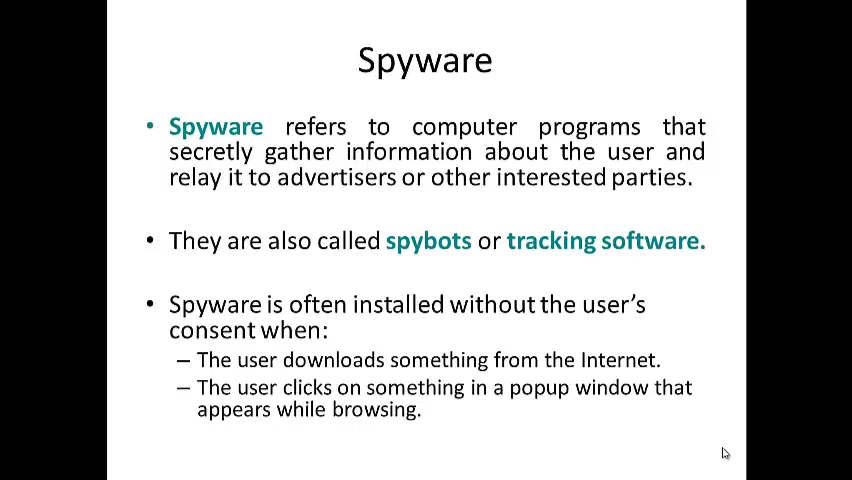 Spyware
• Spyware refers to computer programs that
secretly gather information about the user and
relay it to advertisers or other interested parties.
• They are also called spybots or tracking software.
• Spyware is often installed without the user's
consent when:
– The user downloads something from the Internet.
– The user clicks on something in a popup window that
appears while browsing.